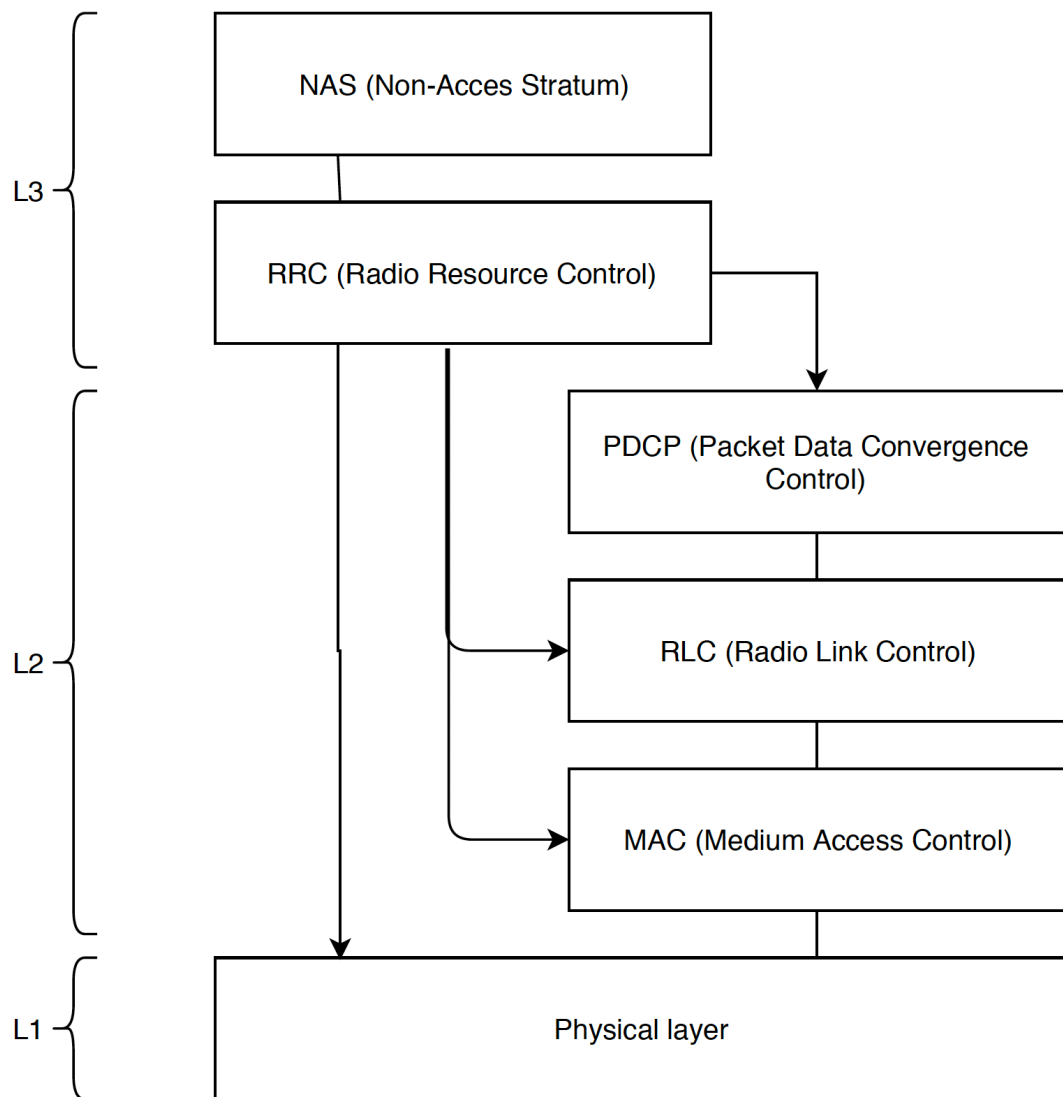 NAS (Non-Acces Stratum)
L3
RRC (Radio Resource Control)
PDCP (Packet Data Convergence
Control)
RLC (Radio Link Control)
L2
MAC (Medium Access Control)
L1
Physical layer